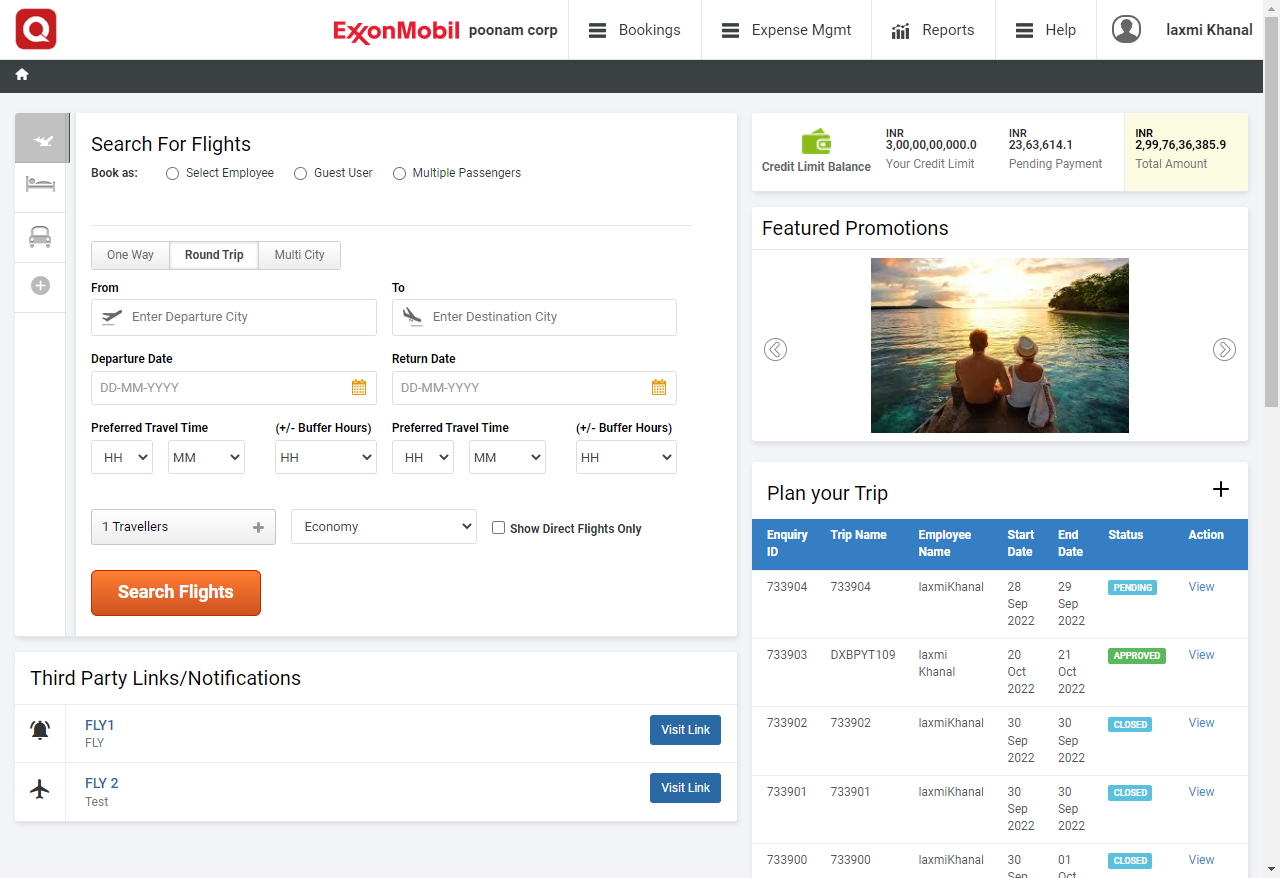 Q
ExxonMobil poonam corp
Bookings
Expense Mgmt
Reports
Help
laxmi Khanal
Search For Flights
Book as: Select Employee Guest User Multiple Passengers
One Way Round Trip Multi City
From To
Enter Departure City Enter Destination City
Departure Date Return Date
DD-MM-YYYY DD-MM-YYYY
Preferred Travel Time (+/- Buffer Hours) Preferred Travel Time (+/- Buffer Hours)
HH MM HH HH MM HH
1 Travellers Economy Show Direct Flights Only
Search Flights
Third Party Links/Notifications
FLY1
FLY
Visit Link
FLY 2
Test
Visit Link
Credit Limit Balance
INR
3,00,00,00,000.0
Your Credit Limit
INR
23,63,614.1
Pending Payment
INR
2,99,76,36,385.9
Total Amount
Featured Promotions
Plan your Trip
Enquiry ID Trip Name Employee Name Start Date End Date Status Action
733904 733904 laxmiKhanal 28 Sep 2022 29 Sep 2022 PENDING View
733903 DXBPYT109 laxmi Khanal 20 Oct 2022 21 Oct 2022 APPROVED View
733902 733902 laxmiKhanal 30 Sep 2022 30 Sep 2022 CLOSED View
733901 733901 laxmiKhanal 30 Sep 2022 30 Sep 2022 CLOSED View
733900 733900 laxmiKhanal 30 Sep 01 Oct CLOSED View